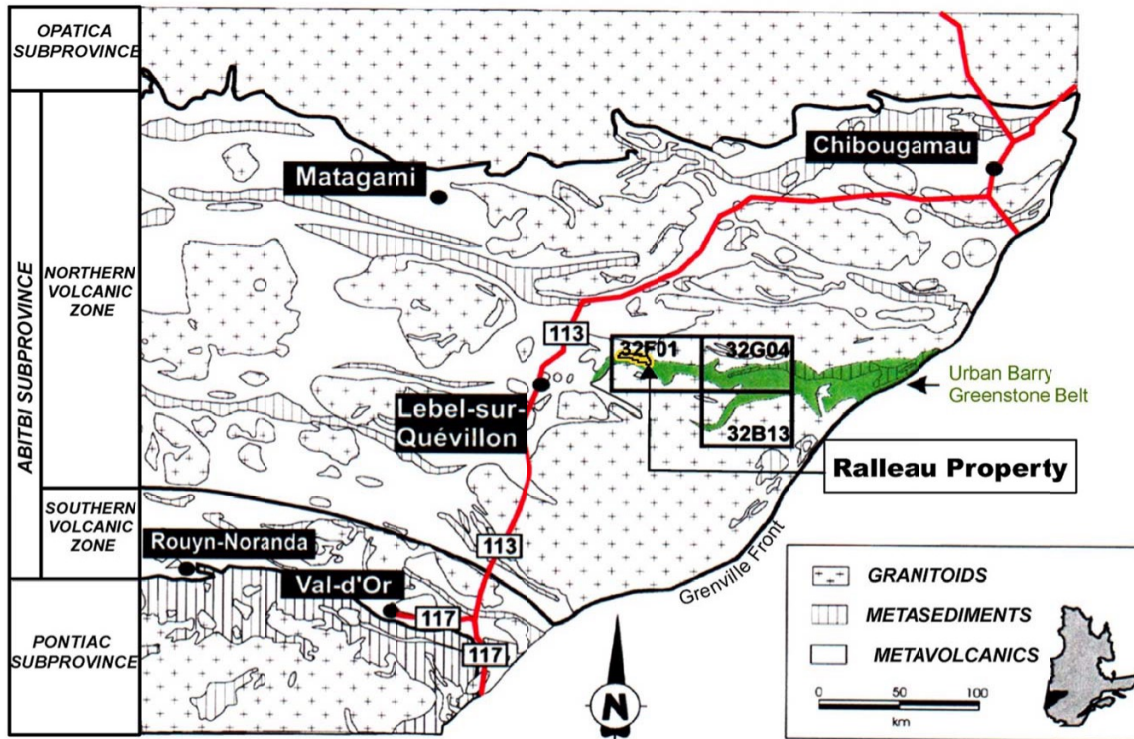 OPATICA
SUBPROVINCE
ABITBI SUBPROVINCE
NORTHERN
VOLCANIC
ZONE
SOUTHERN
VOLCANIC
ZONE
PONTIAC
SUBPROVINCE
Chibougamau
Matagami
113
32F01
32G04
Urban Barry
Greenstone Belt
Lebel-sur-
Quévillon
32B13
Ralleau Property
Rouyn-Noranda
113
Val-d'Or
117
117
Grenville Front
N
GRANITOIDS
METASEDIMENTS
METAVOLCANICS
0 50 100
km